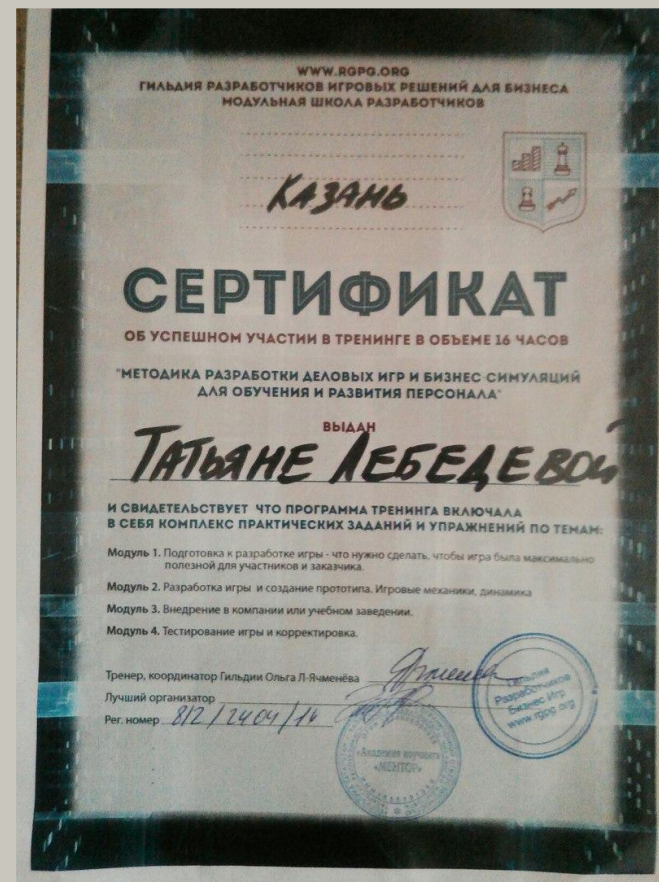 WWW.RGPG.ORG
ГИЛЬДИЯ РАЗРАБОТЧИКОВ ИГРОВЫХ РЕШЕНИЙ ДЛЯ БИЗНЕСА
МОДУЛЬНАЯ ШКОЛА РАЗРАБОТЧИКОВ
КАЗАНЬ
СЕРТИФИКАТ
ОБ УСПЕШНОМ УЧАСТИИ В ТРЕНИНГЕ В ОБЪЕМЕ 16 ЧАСОВ
"МЕТОДИКА РАЗРАБОТКИ ДЕЛОВЫХ ИГР И БИЗНЕС-СИМУЛЯЦИЙ
ДЛЯ ОБУЧЕНИЯ И РАЗВИТИЯ ПЕРСОНАЛА"
ВЫДАН
ТАТЬЯНЕ ЛЕБЕДЕВОЙ
И СВИДЕТЕЛЬСТВУЕТ ЧТО ПРОГРАММА ТРЕНИНГА ВКЛЮЧАЛА
В СЕБЯ КОМПЛЕКС ПРАКТИЧЕСКИХ ЗАДАНИЙ И УПРАЖНЕНИЙ ПО ТЕМАМ:
Модуль 1. Подготовка к разработке игры - что нужно сделать, чтобы игра была максимально
полезной для участников и заказчика.
Модуль 2. Разработка игры и создание прототипа. Игровые механики, динамика
Модуль 3. Внедрение в компании или учебном заведении.
Модуль 4. Тестирование игры и корректировка.
Тренер, координатор Гильдии Ольга Л-Ячменёва
Лучший организатор
Рег. номер 8/2/2404/16
Гильдия
Разработчиков
Бизнес Игр
www.rgpg.org
«Академия коучинга
«МЕНТОР»